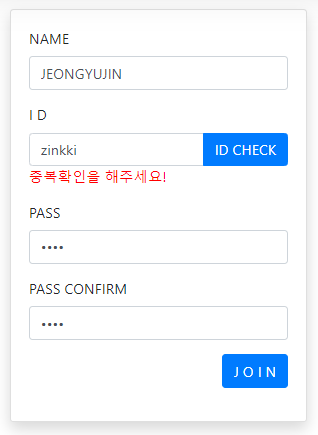 NAME
JEONGYUJIN
I D
zinkki
ID CHECK
중복확인을 해주세요!
PASS
••••
PASS CONFIRM
••••
J O I N